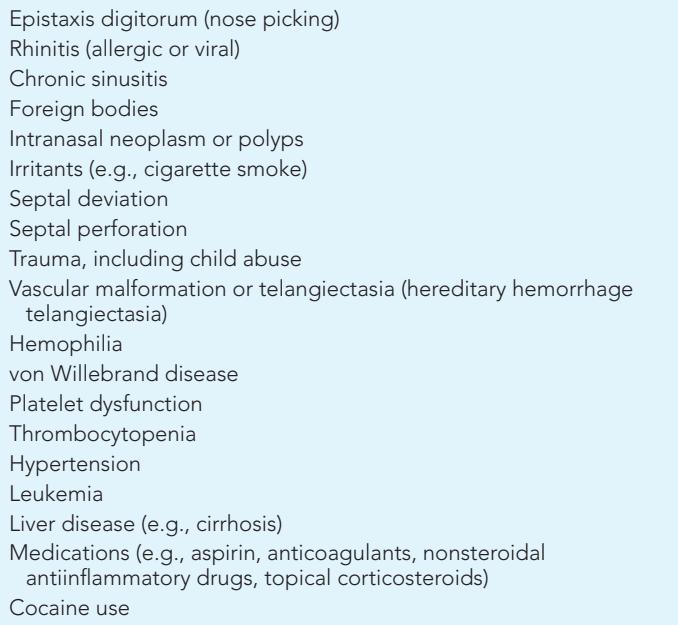 Epistaxis digitorum (nose picking)
Rhinitis (allergic or viral)
Chronic sinusitis
Foreign bodies
Intranasal neoplasm or polyps
Irritants (e.g., cigarette smoke)
Septal deviation
Septal perforation
Trauma, including child abuse
Vascular malformation or telangiectasia (hereditary hemorrhage
telangiectasia)
Hemophilia
von Willebrand disease
Platelet dysfunction
Thrombocytopenia
Hypertension
Leukemia
Liver disease (e.g., cirrhosis)
Medications (e.g., aspirin, anticoagulants, nonsteroidal
antiinflammatory drugs, topical corticosteroids)
Cocaine use